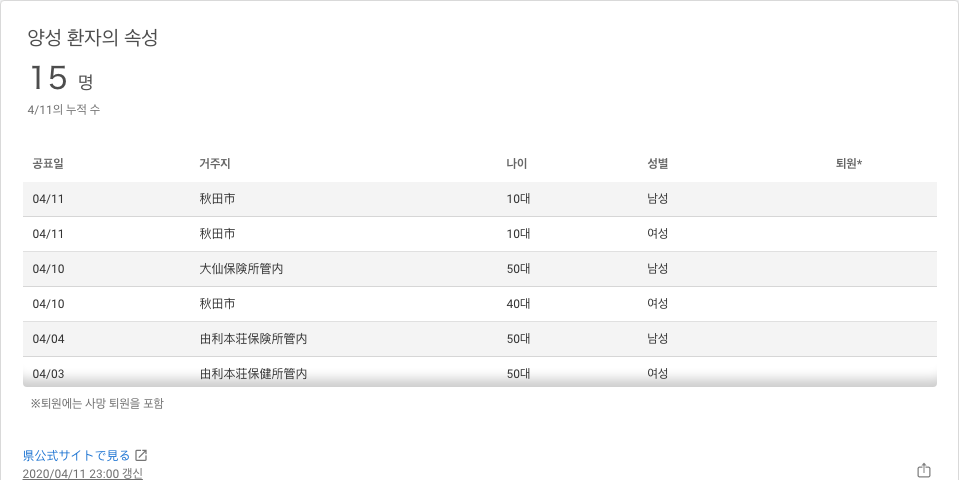 양성 환자의 속성
15 명
4/11의 누적 수
공표일 거주지 나이 성별 퇴원*
04/11 秋田市 10대 남성
04/11 秋田市 10대 여성
04/10 大仙保険所管内 50대 남성
04/10 秋田市 40대 여성
04/04 由利本荘保険所管内 50대 남성
04/03 由利本荘保健所管内 50대 여성
※퇴원에는 사망 퇴원을 포함
県公式サイトで見る
2020/04/11 23:00 갱신